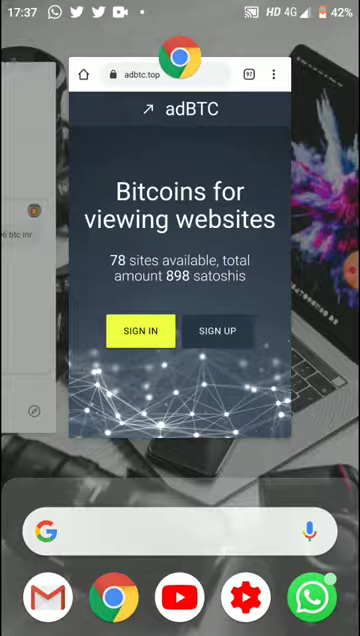 17:37
HD 4G
42%
adbtc.top
97
adBTC
Bitcoins for
viewing websites
78 sites available, total
amount 898 satoshis
SIGN IN
SIGN UP
btc inr